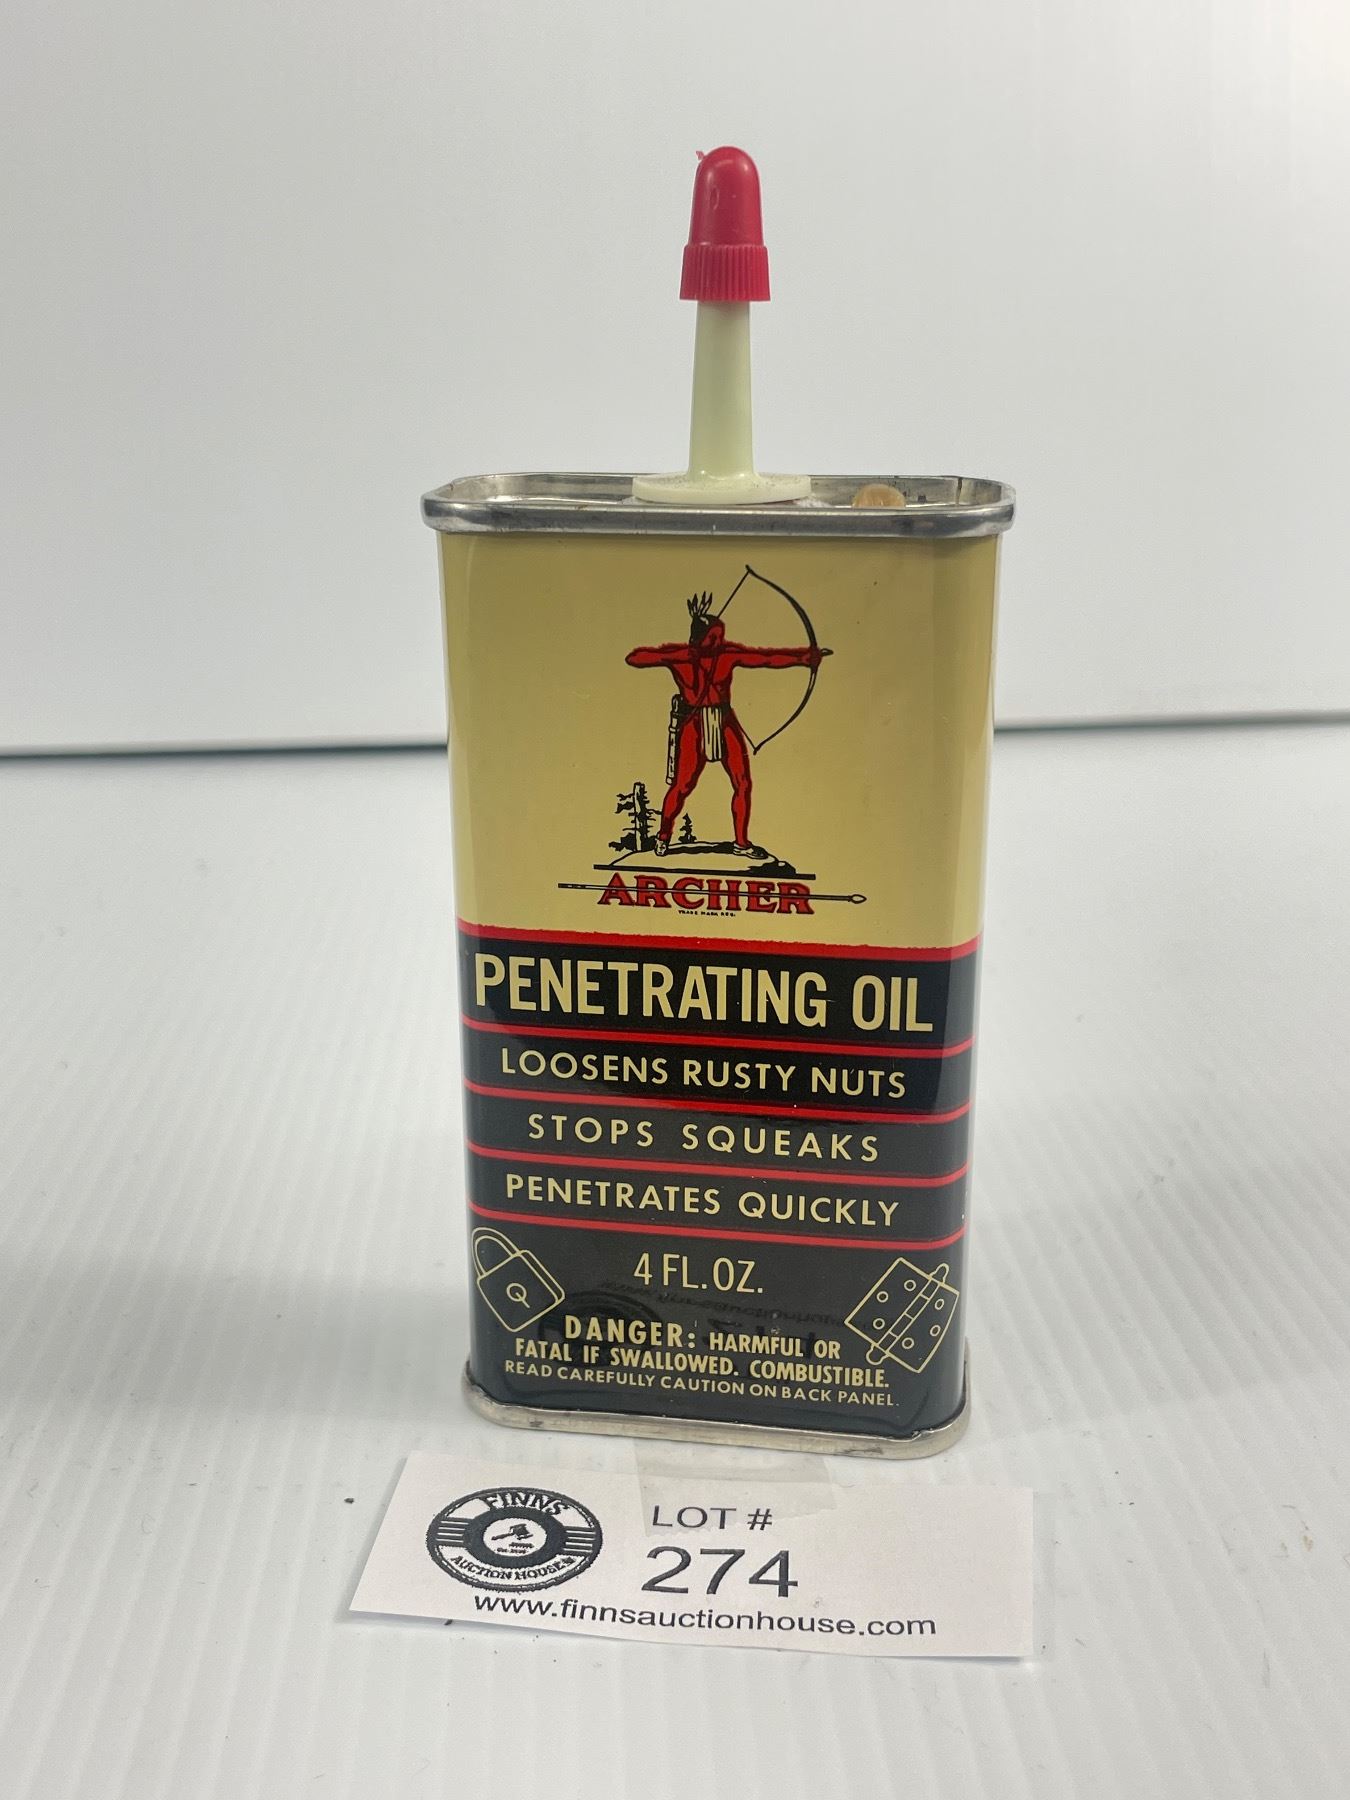 ARCHER
TRADE MARK REG.
PENETRATING OIL
LOOSENS RUSTY NUTS
STOPS SQUEAKS
PENETRATES QUICKLY
4 FL.OZ.
DANGER: HARMFUL OR
FATAL IF SWALLOWED. COMBUSTIBLE.
READ CAREFULLY CAUTION ON BACK PANEL.
FINNS
AUCTION HOUSE
LOT #
274
www.finnsauctionhouse.com